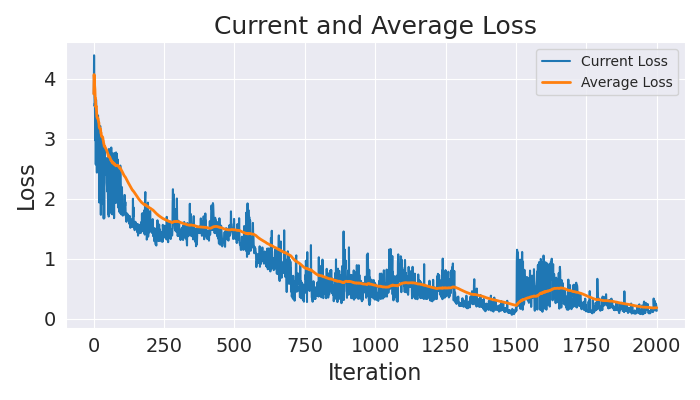 Current and Average Loss
Current Loss
Average Loss
4
3
2
1
0
Loss
0 250 500 750 1000 1250 1500 1750 2000
Iteration